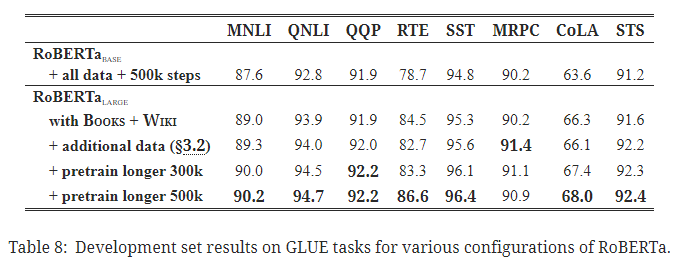 MNLI QNLI QQP RTE SST MRPC CoLA STS
RoBERTa BASE
+ all data + 500k steps 87.6 92.8 91.9 78.7 94.8 90.2 63.6 91.2
RoBERTa LARGE
with Books + Wiki 89.0 93.9 91.9 84.5 95.3 90.2 66.3 91.6
+ additional data (§3.2) 89.3 94.0 92.0 82.7 95.6 91.4 66.1 92.2
+ pretrain longer 300k 90.0 94.5 92.2 83.3 96.1 91.1 67.4 92.3
+ pretrain longer 500k 90.2 94.7 92.2 86.6 96.4 90.9 68.0 92.4
Table 8: Development set results on GLUE tasks for various configurations of RoBERTa.